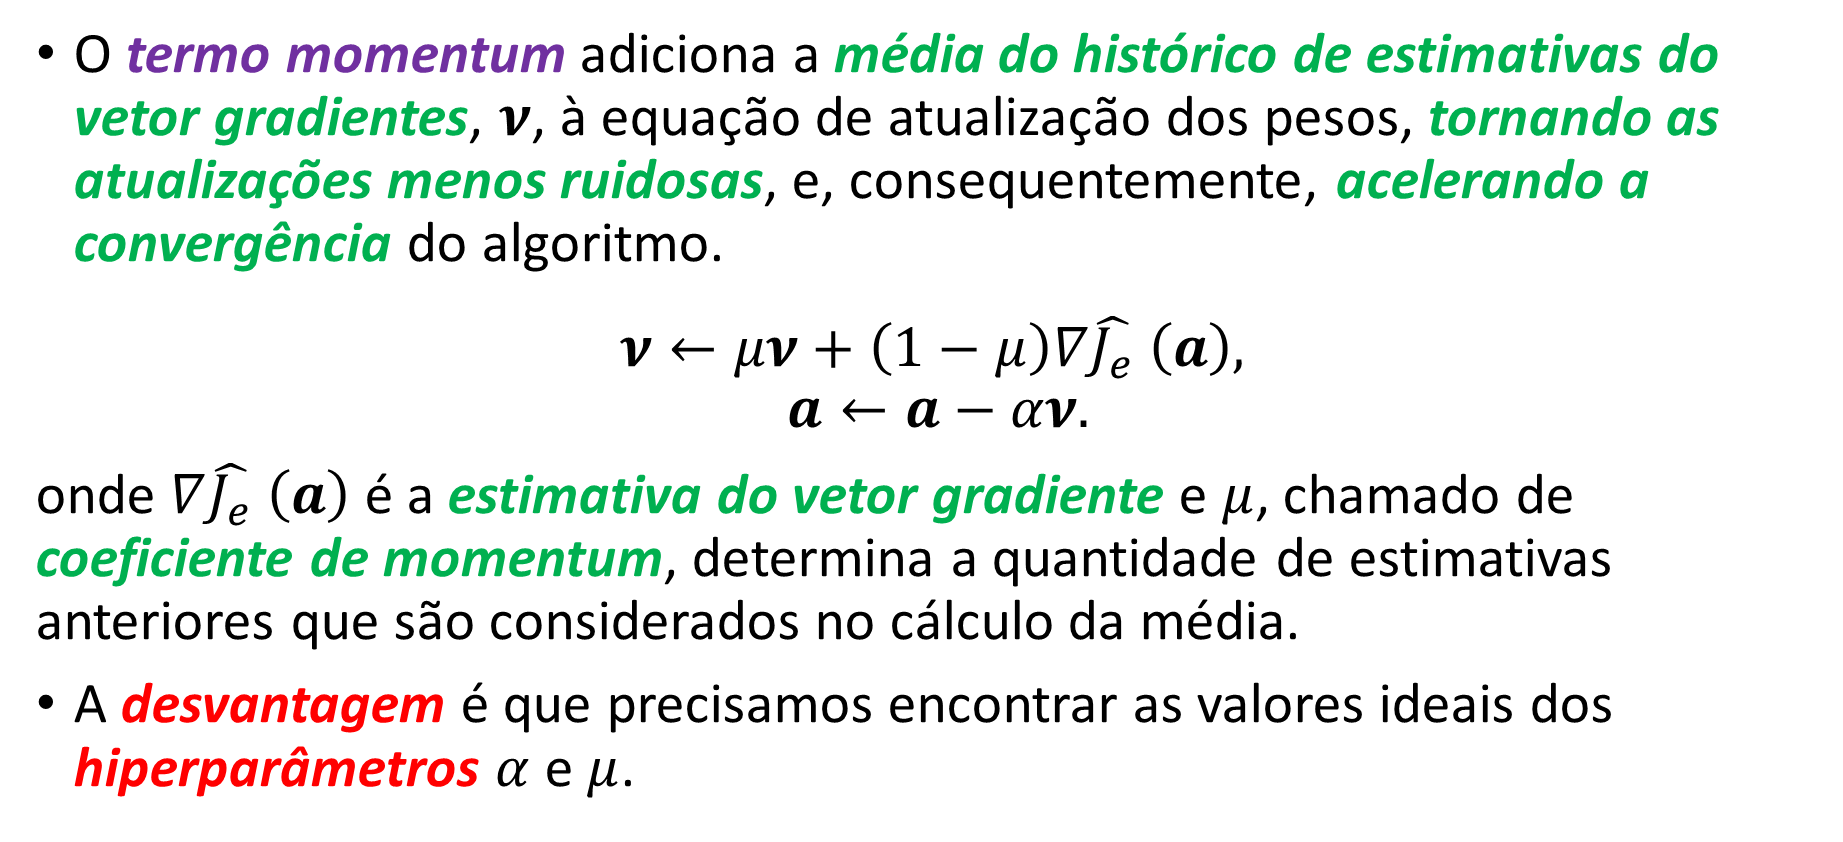 • O termo momentum adiciona a média do histórico de estimativas do
vetor gradientes, 𝝂, à equação de atualização dos pesos, tornando as
atualizações menos ruidosas, e, consequentemente, acelerando a
convergência do algoritmo.
𝝂 ← μ𝝂 + (1 − μ)∇Ĵₑ (𝒂),
𝒂 ← 𝒂 − α𝝂.
onde ∇Ĵₑ (𝒂) é a estimativa do vetor gradiente e μ, chamado de
coeficiente de momentum, determina a quantidade de estimativas
anteriores que são considerados no cálculo da média.
• A desvantagem é que precisamos encontrar as valores ideais dos
hiperparâmetros α e μ.